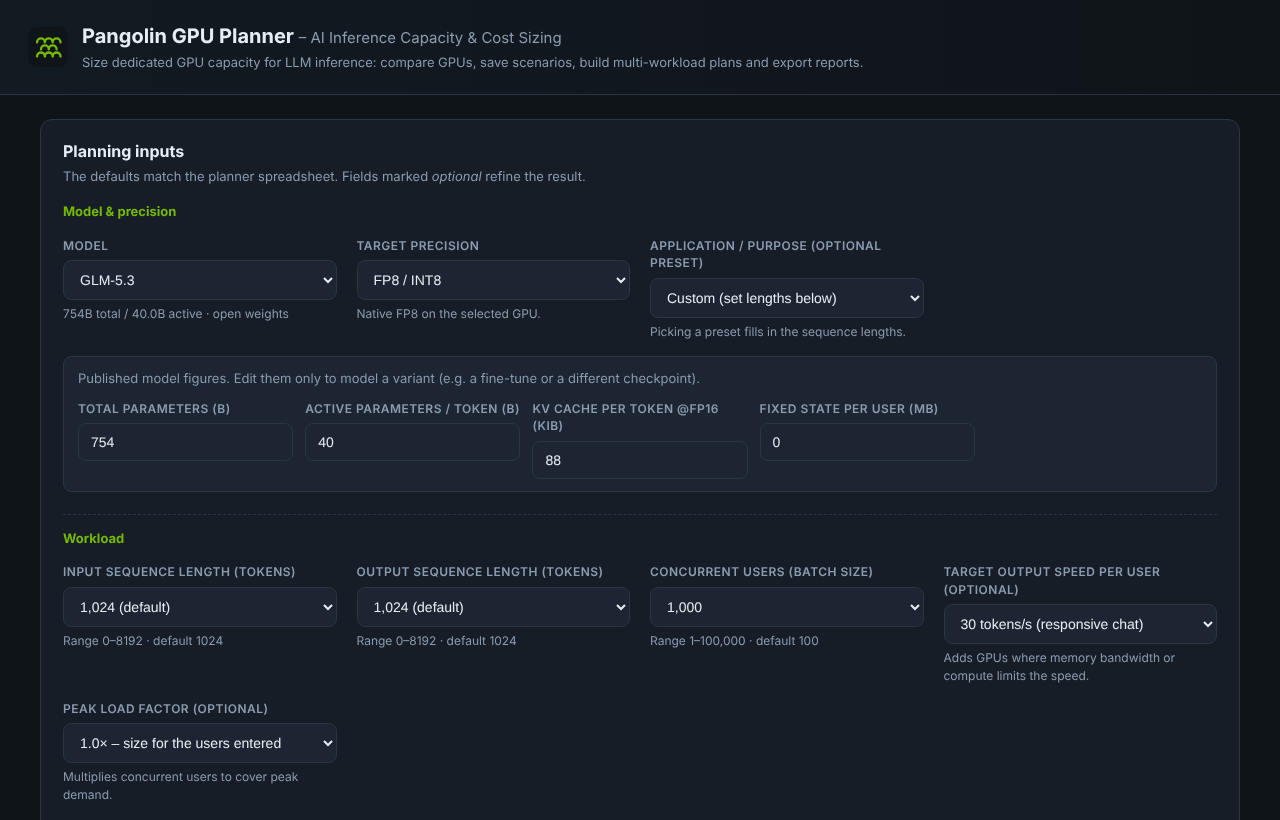 Pangolin GPU Planner – AI Inference Capacity & Cost Sizing
Size dedicated GPU capacity for LLM inference: compare GPUs, save scenarios, build multi-workload plans and export reports.
Planning inputs
The defaults match the planner spreadsheet. Fields marked optional refine the result.
Model & precision
MODEL
GLM-5.3
754B total / 40.0B active · open weights
TARGET PRECISION
FP8 / INT8
Native FP8 on the selected GPU.
APPLICATION / PURPOSE (OPTIONAL
PRESET)
Custom (set lengths below)
Picking a preset fills in the sequence lengths.
Published model figures. Edit them only to model a variant (e.g. a fine-tune or a different checkpoint).
TOTAL PARAMETERS (B)
754
ACTIVE PARAMETERS / TOKEN (B)
40
KV CACHE PER TOKEN @FP16
(KIB)
88
FIXED STATE PER USER (MB)
0
Workload
INPUT SEQUENCE LENGTH (TOKENS)
1,024 (default)
Range 0–8192 · default 1024
OUTPUT SEQUENCE LENGTH (TOKENS)
1,024 (default)
Range 0–8192 · default 1024
CONCURRENT USERS (BATCH SIZE)
1,000
Range 1–100,000 · default 100
TARGET OUTPUT SPEED PER USER
(OPTIONAL)
30 tokens/s (responsive chat)
Adds GPUs where memory bandwidth or
compute limits the speed.
PEAK LOAD FACTOR (OPTIONAL)
1.0× – size for the users entered
Multiplies concurrent users to cover peak
demand.